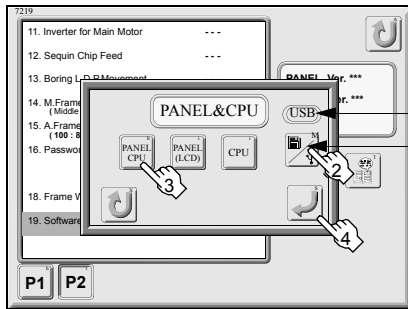 7219
11. Inverter for Main Motor - - -
12. Sequin Chip Feed - - -
13. Boring L.D.R Movement
PANEL Ver. ***
14. M.Frame
( Middle
er. ***
15. A.Frame
( 100 : 8
16. Passwor
18. Frame V
19. Software
PANEL&CPU
USB
PANEL
CPU
PANEL
(LCD)
CPU
M
2
3
4
P1
P2